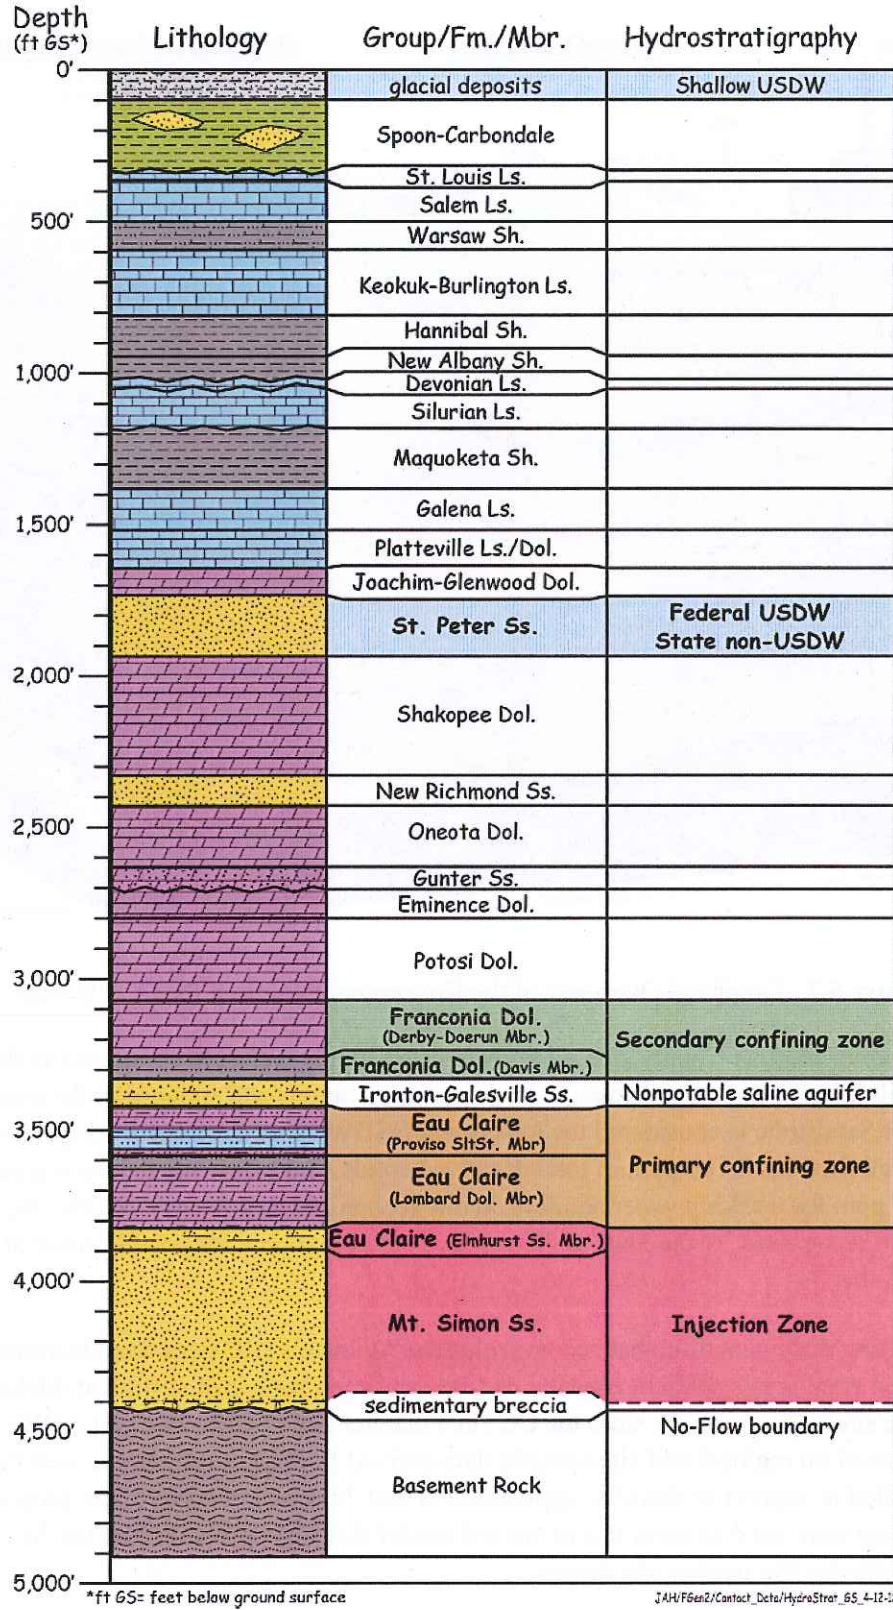 Depth
(ft GS*)
Lithology
Group/Fm./Mbr.
Hydrostratigraphy
0'
glacial deposits
Shallow USDW
Spoon-Carbondale
St. Louis Ls.
Salem Ls.
500'
Warsaw Sh.
Keokuk-Burlington Ls.
Hannibal Sh.
New Albany Sh.
1,000'
Devonian Ls.
Silurian Ls.
Maquoketa Sh.
Galena Ls.
1,500'
Platteville Ls./Dol.
Joachim-Glenwood Dol.
St. Peter Ss.
Federal USDW
State non-USDW
2,000'
Shakopee Dol.
New Richmond Ss.
2,500'
Oneota Dol.
Gunter Ss.
Eminence Dol.
Potosi Dol.
3,000'
Franconia Dol.
(Derby-Doerun Mbr.)
Secondary confining zone
Franconia Dol. (Davis Mbr.)
Ironton-Galesville Ss.
Nonpotable saline aquifer
3,500'
Eau Claire
(Proviso SltSt. Mbr)
Primary confining zone
Eau Claire
(Lombard Dol. Mbr)
Eau Claire (Elmhurst Ss. Mbr.)
4,000'
Mt. Simon Ss.
Injection Zone
sedimentary breccia
4,500'
No-Flow boundary
Basement Rock
5,000'
*ft GS= feet below ground surface